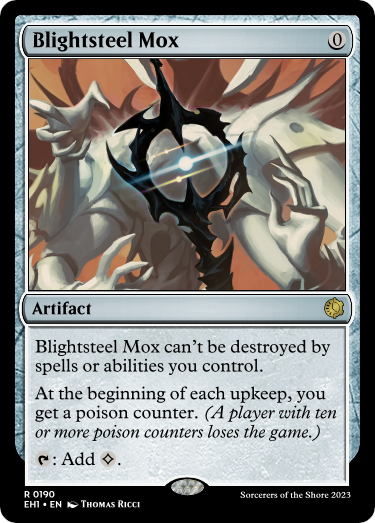 Blightsteel Mox 0
Artifact
Blightsteel Mox can't be destroyed by
spells or abilities you control.
At the beginning of each upkeep, you
get a poison counter. (A player with ten
or more poison counters loses the game.)
: Add .
R 0190
EH1 • EN Thomas Ricci
Sorcerers of the Shore 2023